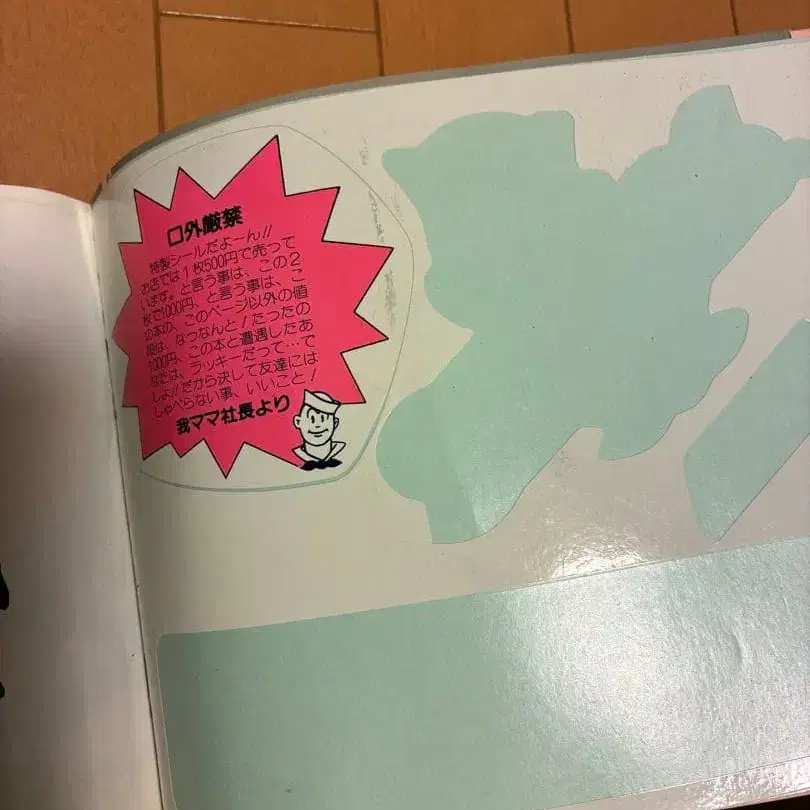 口外厳禁
特製シールだよーん!!
お店では1枚500円で売って
います。と言う事は、この2
枚で1000円、と言う事は、こ
の本の、このページ以外の値
段は、なっなんと!たったの
1000円、この本と遭遇したあ
なたは、ラッキーだって…で
しょ!!だから決して友達には
しゃべらない事、いいこと!
我ママ社長より